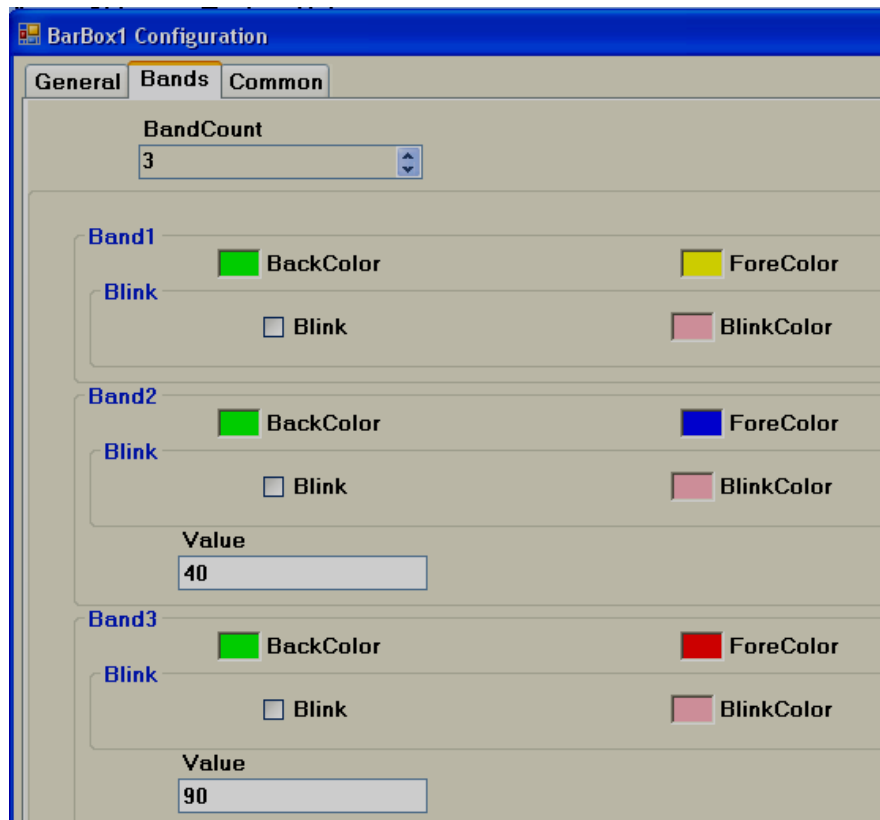 BarBox1 Configuration
General Bands Common
BandCount
3
Band1
BackColor ForeColor
Blink
Blink BlinkColor
Band2
BackColor ForeColor
Blink
Blink BlinkColor
Value
40
Band3
BackColor ForeColor
Blink
Blink BlinkColor
Value
90